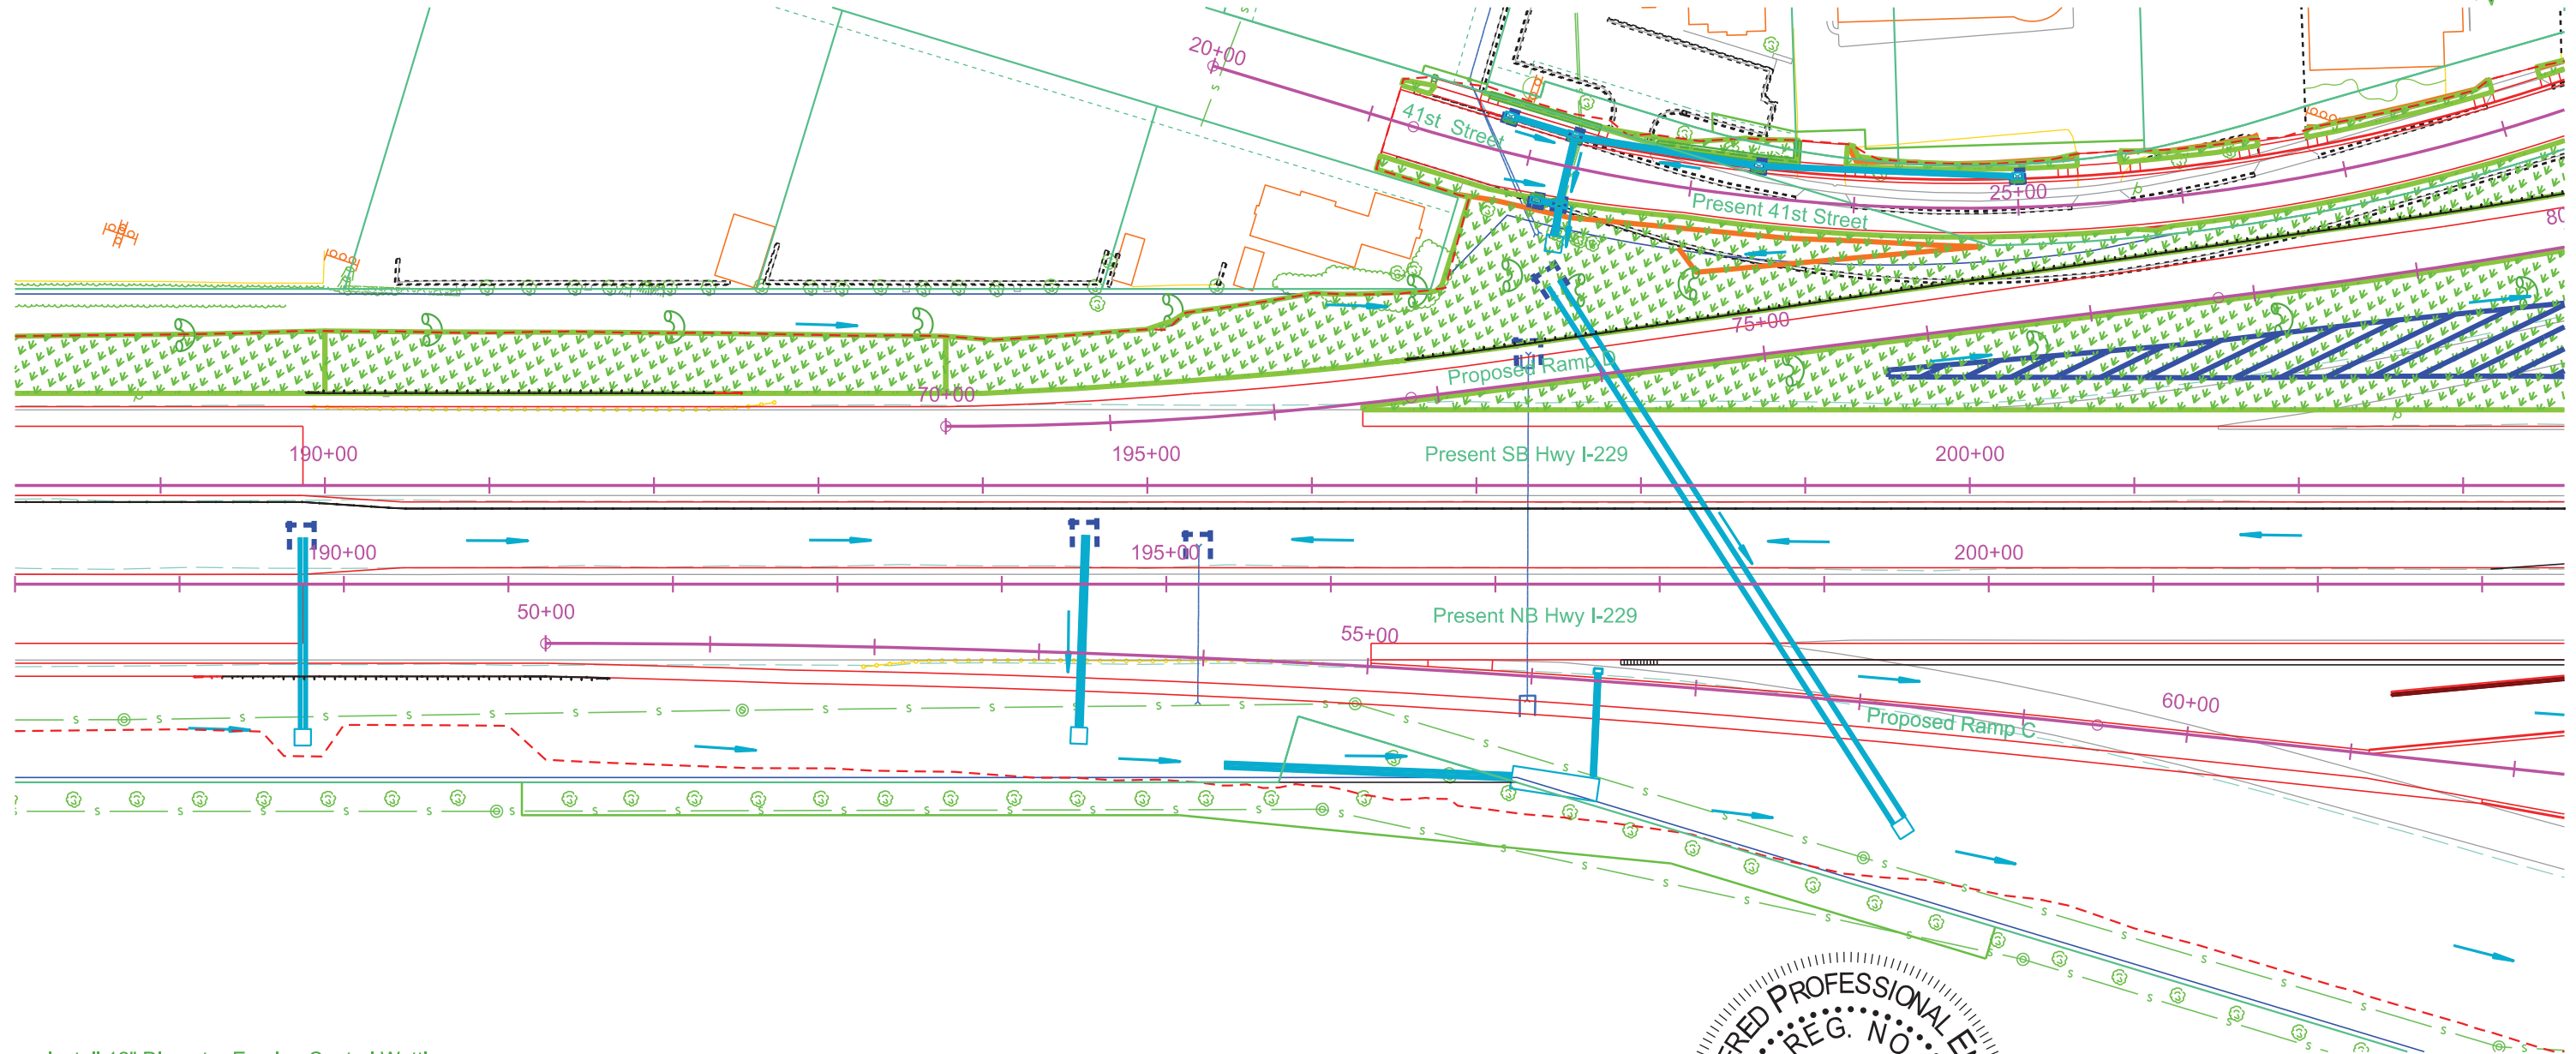 20+00
41st Street
25+00
Present 41st Street
80
75+00
Proposed Ramp D
70+00
190+00
195+00
Present SB Hwy I-229
200+00
190+00
195+00
200+00
50+00
55+00
Present NB Hwy I-229
60+00
Proposed Ramp C
PROFESSIONAL
REG. NO